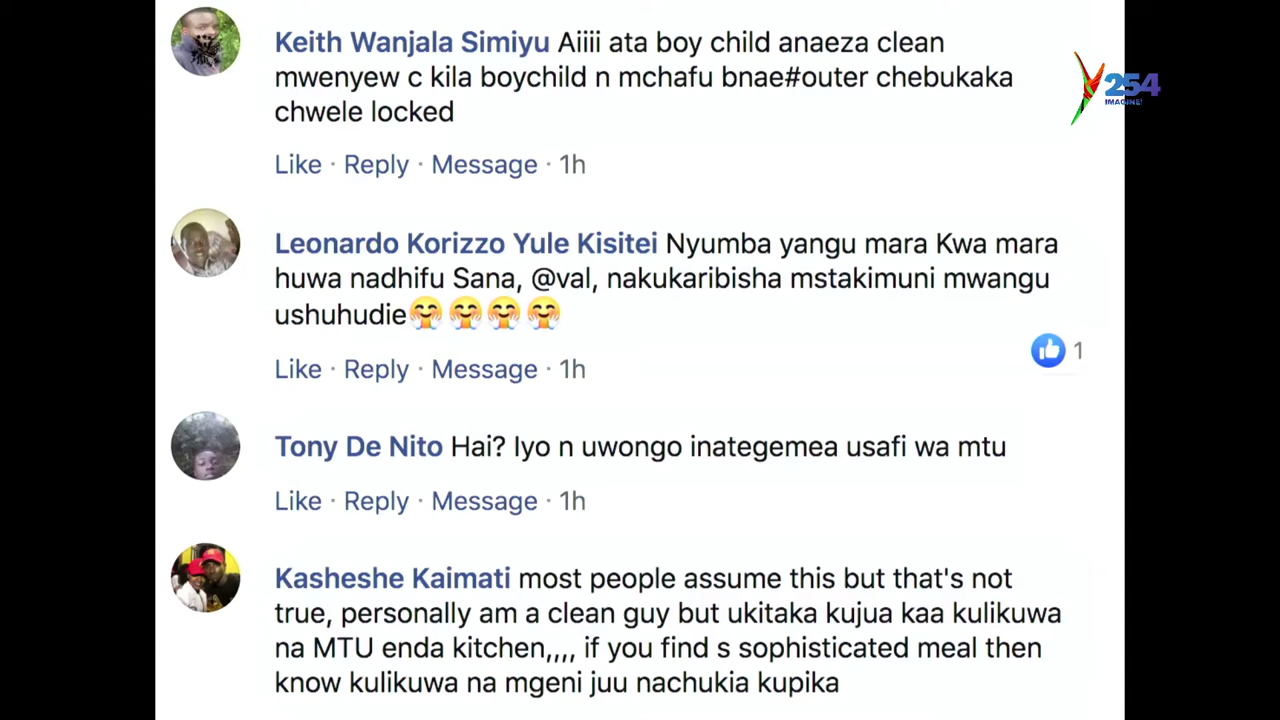 Keith Wanjala Simiyu Aiiii ata boy child anaeza clean
mwenyew c kila boychild n mchafu bnae#outer chebukaka
chwele locked
Like · Reply · Message · 1h
Y254
IMAGINE!
Leonardo Korizzo Yule Kisitei Nyumba yangu mara Kwa mara
huwa nadhifu Sana, @val, nakukaribisha mstakimuni mwangu
ushuhudie🤗🤗🤗🤗
Like · Reply · Message · 1h
1
Tony De Nito Hai? Iyo n uwongo inategemea usafi wa mtu
Like · Reply · Message · 1h
Kasheshe Kaimati most people assume this but that's not
true, personally am a clean guy but ukitaka kujua kaa kulikuwa
na MTU enda kitchen,,,, if you find s sophisticated meal then
know kulikuwa na mgeni juu nachukia kupika